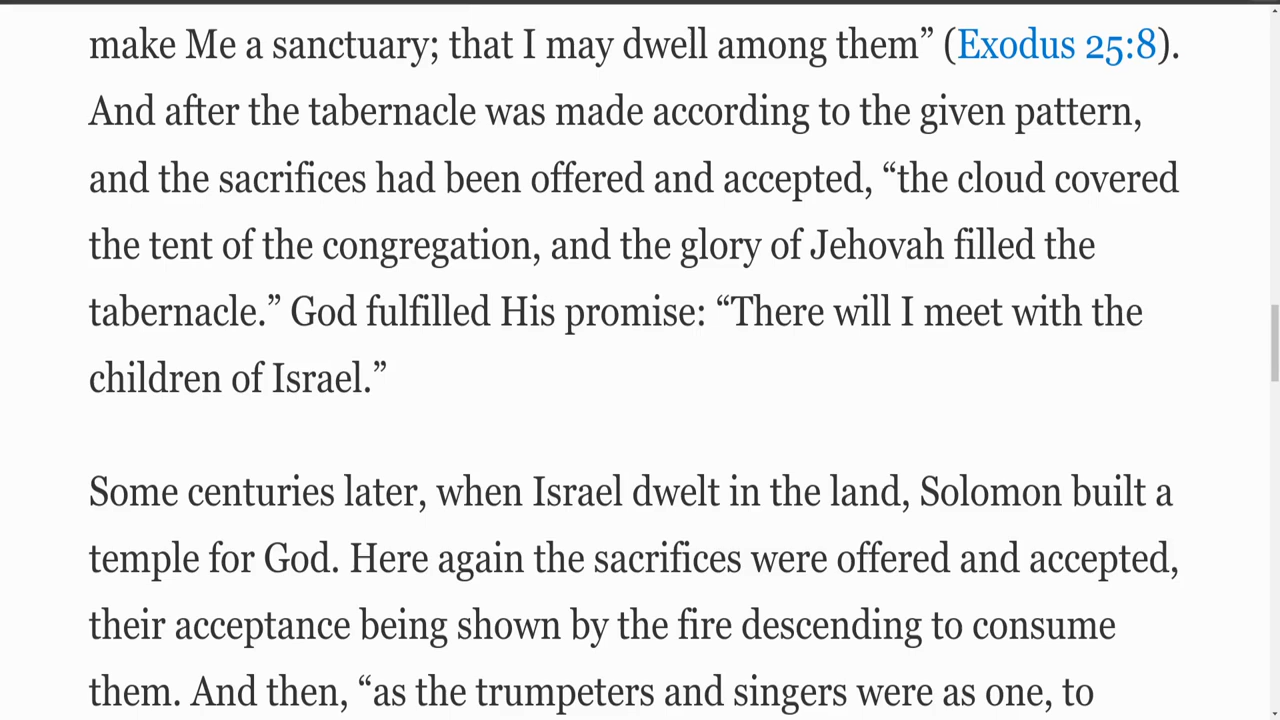 make Me a sanctuary; that I may dwell among them” (Exodus 25:8).
And after the tabernacle was made according to the given pattern,
and the sacrifices had been offered and accepted, “the cloud covered
the tent of the congregation, and the glory of Jehovah filled the
tabernacle.” God fulfilled His promise: “There will I meet with the
children of Israel.”
Some centuries later, when Israel dwelt in the land, Solomon built a
temple for God. Here again the sacrifices were offered and accepted,
their acceptance being shown by the fire descending to consume
them. And then, “as the trumpeters and singers were as one, to